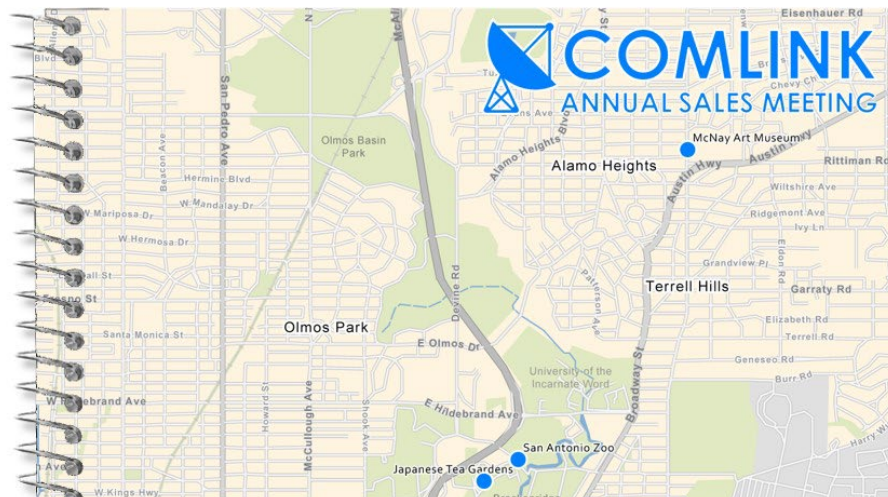 Eisenhauer Rd
COMLINK
ANNUAL SALES MEETING
Chevy Ch
McNay Art Museum
Austin Hwy
Austin Hwy
Rittiman Rd
Alamo Heights Blvd
Alamo Heights
Wiltshire Ave
Ridgemont Ave
Ivy Ln
San Pedro Ave
Beacon Ave
Olmos Basin
Park
Hermine Blvd
W Mandalay Dr
W Mariposa Dr
W Hermosa Dr
Grandview Pl
Eldon Rd
Patterson Ave
Terrell Hills
Garraty Rd
Devine Rd
Elizabeth Rd
Terrell Rd
Santa Monica St
Olmos Park
E Olmos Dr
Geneseo Rd
Burr Rd
University of the
Incarnate Word
Broadway St
Howard St
McCullough Ave
Shook Ave
E Hildebrand Ave
San Antonio Zoo
Japanese Tea Gardens
W Kings Hwy